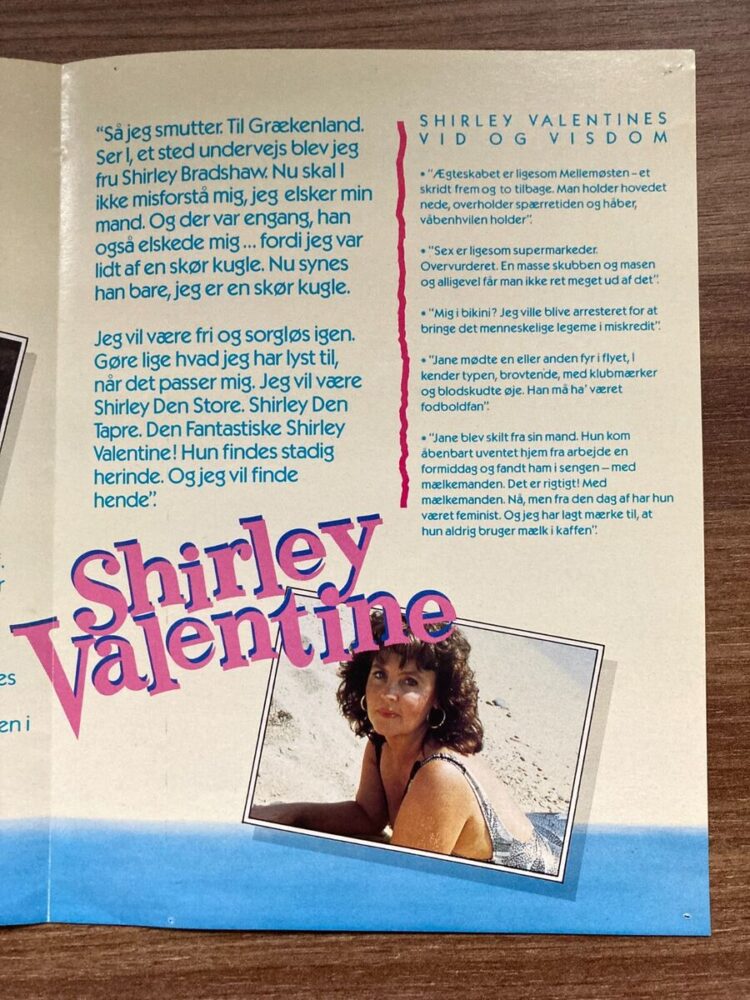 "Så jeg smutter. Til Grækenland.
Ser I, et sted undervejs blev jeg
fru Shirley Bradshaw. Nu skal I
ikke misforstå mig, jeg elsker min
mand. Og der var engang, han
også elskede mig ... fordi jeg var
lidt af en skør kugle. Nu synes
han bare, jeg er en skør kugle.
Jeg vil være fri og sorgløs igen.
Gøre lige hvad jeg har lyst til,
når det passer mig. Jeg vil være
Shirley Den Store. Shirley Den
Tapre. Den Fantastiske Shirley
Valentine! Hun findes stadig
herinde. Og jeg vil finde
hende".
SHIRLEY VALENTINES
VID OG VISDOM
• "Ægteskabet er ligesom Mellemøsten – et
skridt frem og to tilbage. Man holder hovedet
nede, overholder spærretiden og håber,
våbenhvilen holder".
• "Sex er ligesom supermarkeder.
Overvurderet. En masse skubben og masen
og alligevel får man ikke ret meget ud af det".
• "Mig i bikini? Jeg ville blive arresteret for at
bringe det menneskelige legeme i miskredit".
• "Jane mødte en eller anden fyr i flyet, I
kender typen, brovtende, med klubmærker
og blodskudte øje. Han må ha' været
fodboldfan".
• "Jane blev skilt fra sin mand. Hun kom
åbenbart uventet hjem fra arbejde en
formiddag og fandt ham i sengen – med
mælkemanden. Det er rigtigt! Med
mælkemanden. Nå, men fra den dag af har hun
været feminist. Og jeg har lagt mærke til, at
hun aldrig bruger mælk i kaffen".
Shirley
Valentine
es
en i